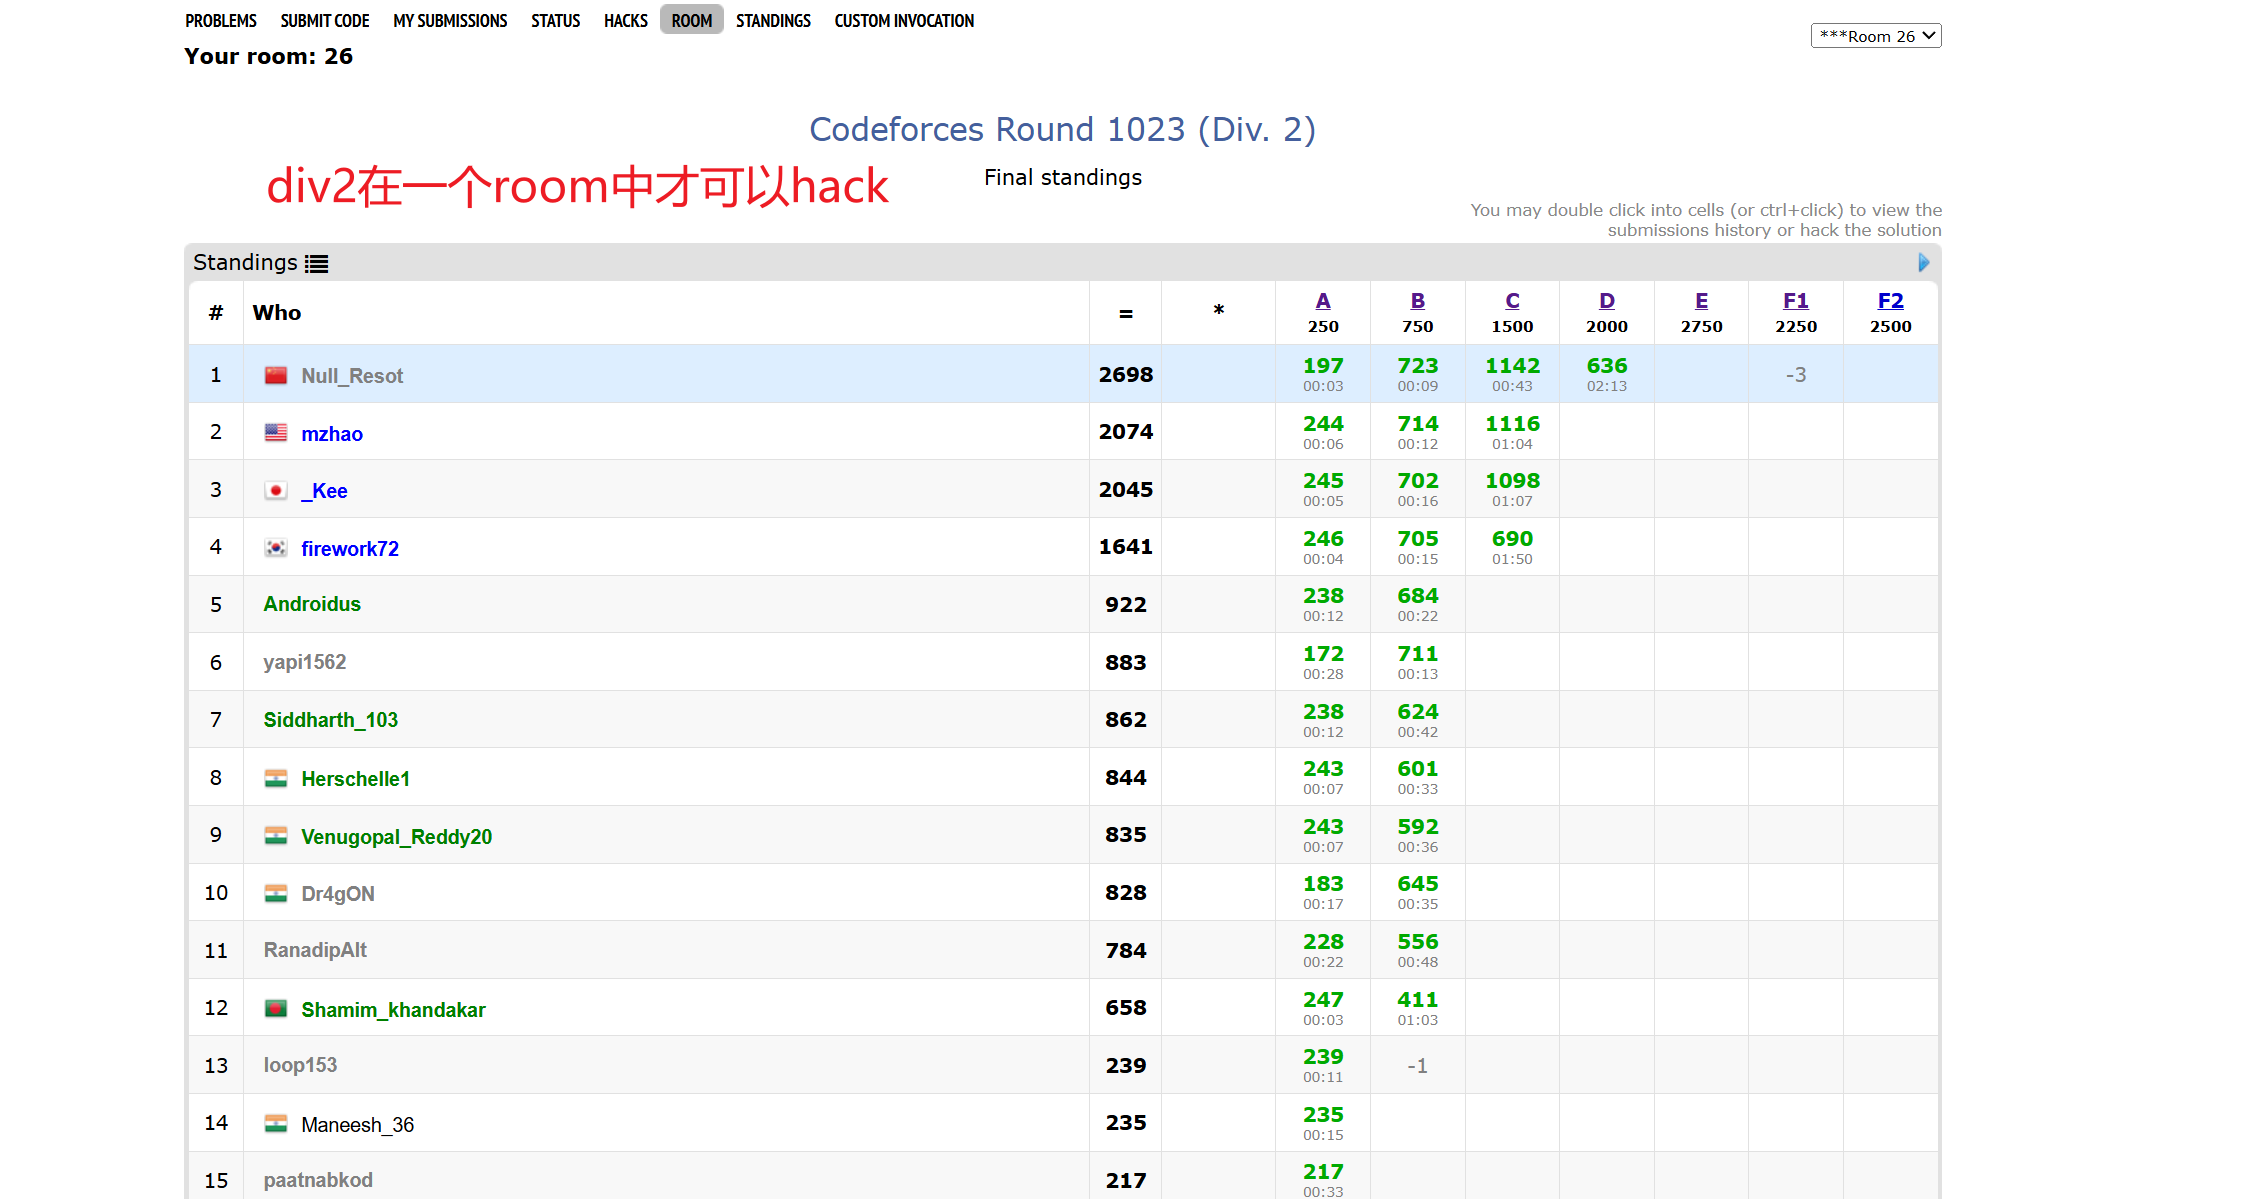 PROBLEMS SUBMIT CODE MY SUBMISSIONS STATUS HACKS ROOM STANDINGS CUSTOM INVOCATION
***Room 26
Your room: 26
Codeforces Round 1023 (Div. 2)
div2在一个room中才可以hack
Final standings
You may double click into cells (or ctrl+click) to view the
submissions history or hack the solution
Standings
# Who = * A B C D E F1 F2
250 750 1500 2000 2750 2250 2500
1 Null_Resot 2698 197 723 1142 636 -3
00:03 00:09 00:43 02:13
2 mzhao 2074 244 714 1116
00:06 00:12 01:04
3 _Kee 2045 245 702 1098
00:05 00:16 01:07
4 firework72 1641 246 705 690
00:04 00:15 01:50
5 Androidus 922 238 684
00:12 00:22
6 yapi1562 883 172 711
00:28 00:13
7 Siddharth_103 862 238 624
00:12 00:42
8 Herschelle1 844 243 601
00:07 00:33
9 Venugopal_Reddy20 835 243 592
00:07 00:36
10 Dr4gON 828 183 645
00:17 00:35
11 RanadipAlt 784 228 556
00:22 00:48
12 Shamim_khandakar 658 247 411
00:03 01:03
13 loop153 239 239 -1
00:11
14 Maneesh_36 235 235
00:15
15 paatnabkod 217 217
00:33